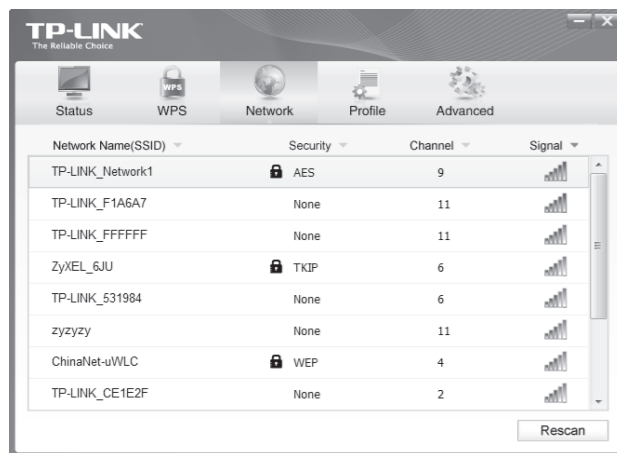 TP-LINK
The Reliable Choice
Status WPS Network Profile Advanced
Network Name(SSID) Security Channel Signal
TP-LINK_Network1 AES 9
TP-LINK_F1A6A7 None 11
TP-LINK_FFFFFF None 11
ZyXEL_6JU TKIP 6
TP-LINK_531984 None 6
zyzyzy None 11
ChinaNet-uWLC WEP 4
TP-LINK_CE1E2F None 2
Rescan